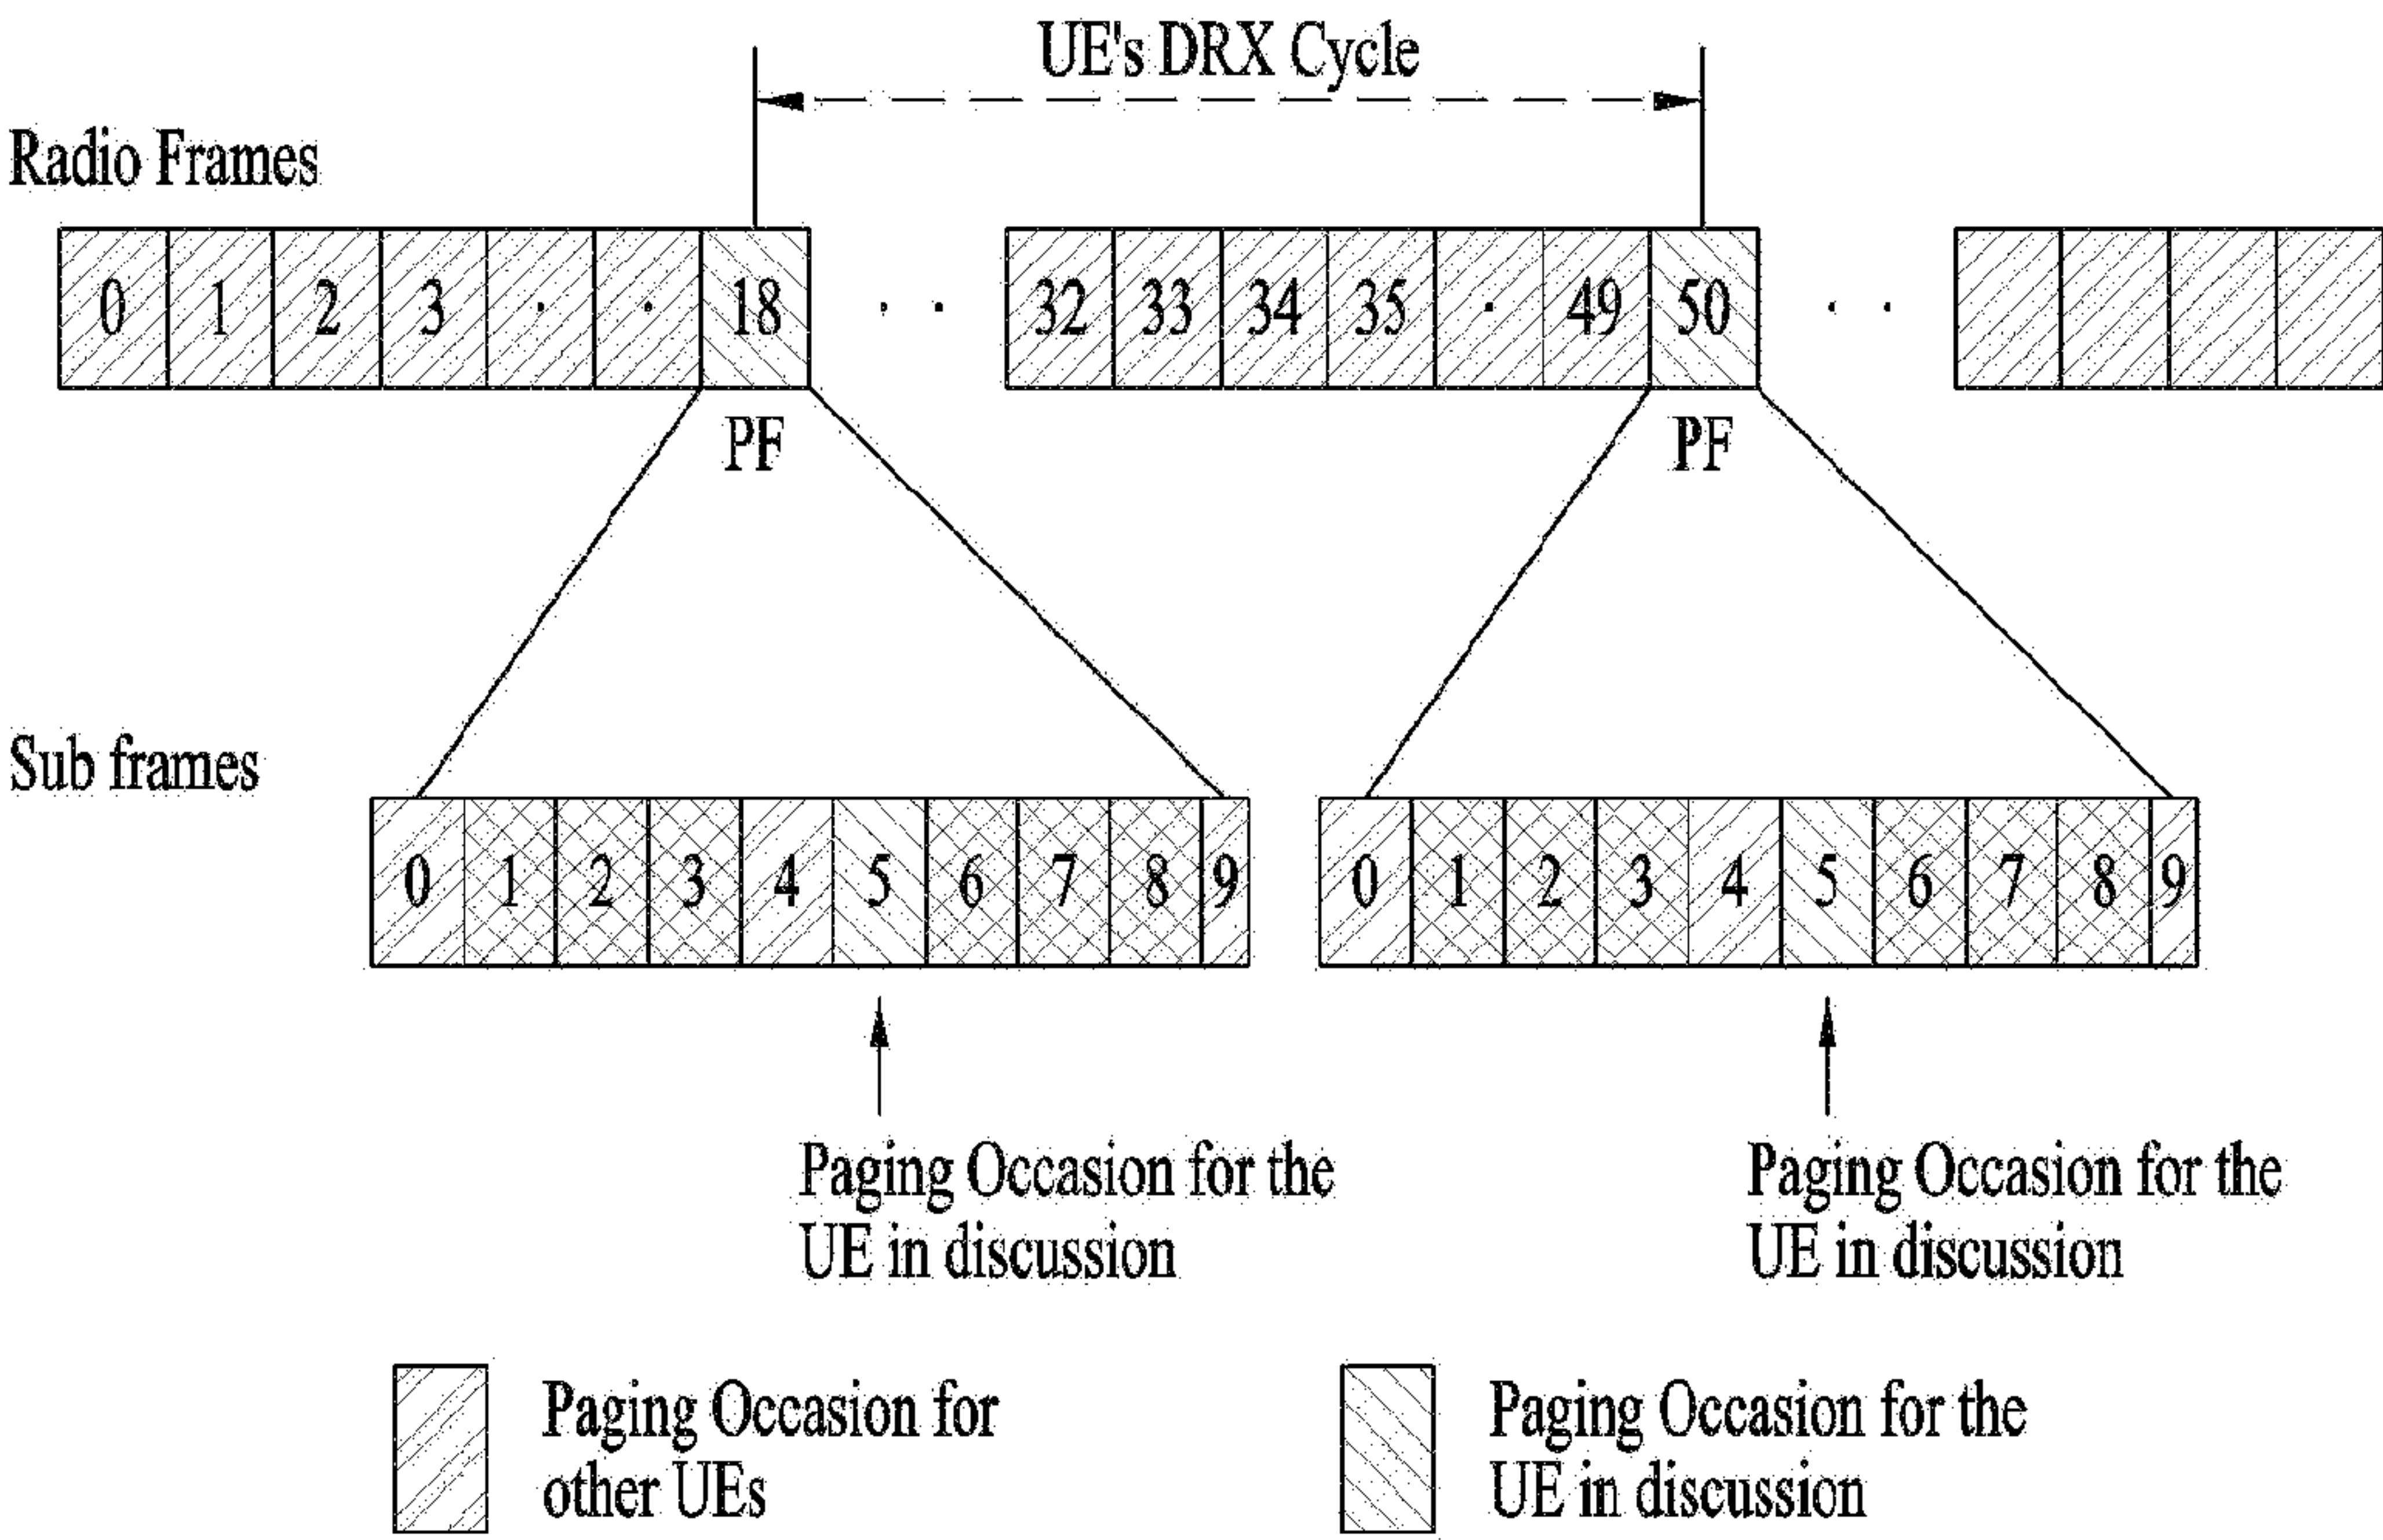 UE's DRX Cycle
Radio Frames
0 1 2 3 · · 18 · · 32 33 34 35 · 49 50 · ·
PF PF
Sub frames
0 1 2 3 4 5 6 7 8 9 0 1 2 3 4 5 6 7 8 9
Paging Occasion for the
UE in discussion
Paging Occasion for the
UE in discussion
Paging Occasion for
other UEs
Paging Occasion for the
UE in discussion